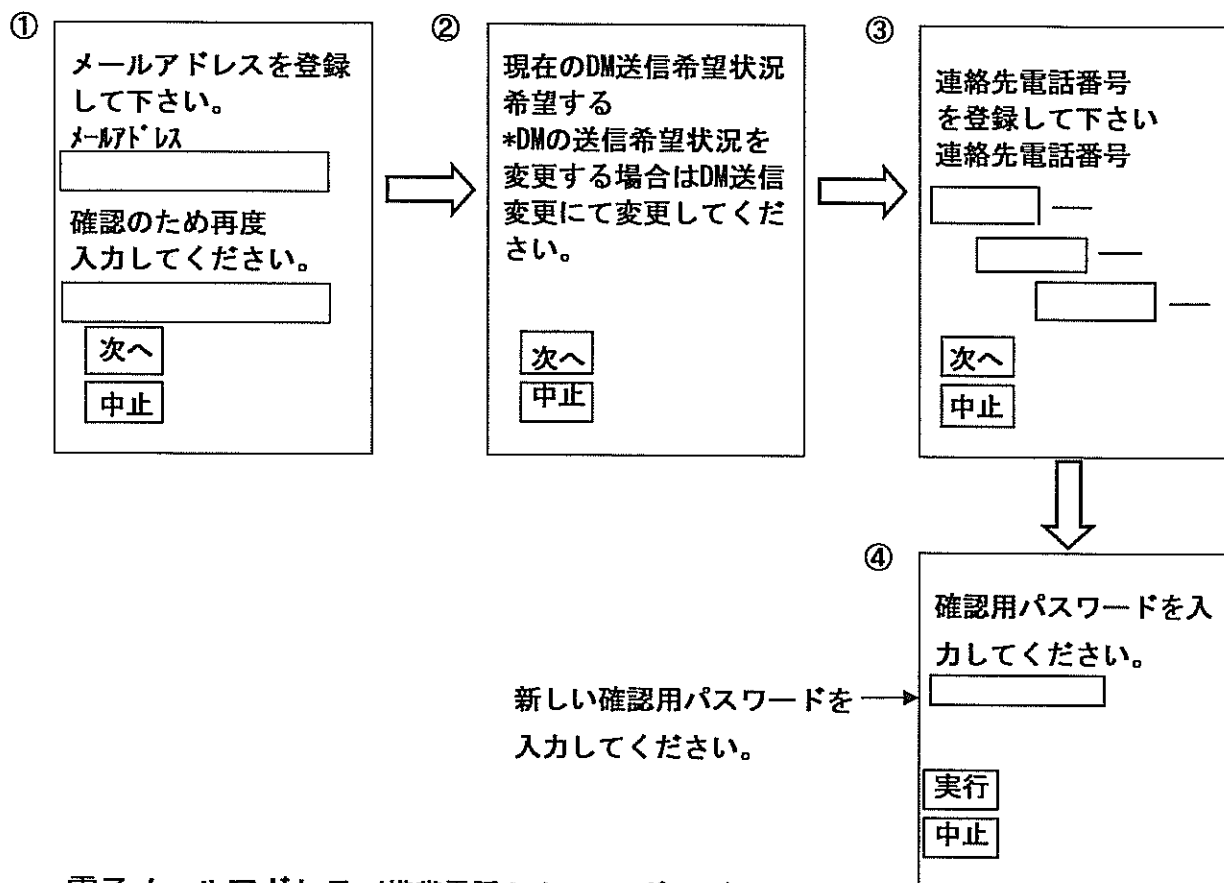 ①
メールアドレスを登録
して下さい。
ﾒｰﾙｱﾄﾞﾚｽ
確認のため再度
入力してください。
次へ
中止
②
現在のDM送信希望状況
希望する
*DMの送信希望状況を
変更する場合はDM送信
変更にて変更してくだ
さい。
次へ
中止
③
連絡先電話番号
を登録して下さい
連絡先電話番号
―
―
―
次へ
中止
④
確認用パスワードを入
力してください。
新しい確認用パスワードを
入力してください。
実行
中止